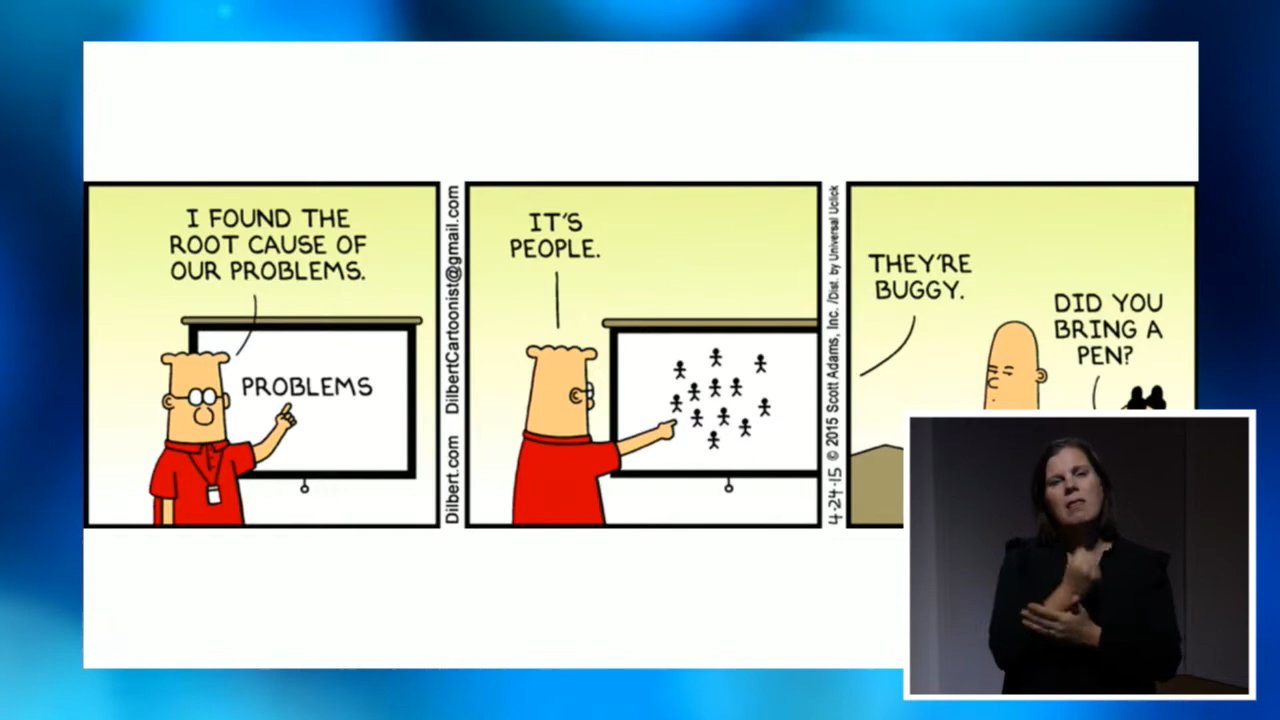 I FOUND THE
ROOT CAUSE OF
OUR PROBLEMS.
PROBLEMS
Dilbert.com DilbertCartoonist@gmail.com
IT'S
PEOPLE.
4-24-15 © 2015 Scott Adams, Inc. /Dist. by Universal Uclick
THEY'RE
BUGGY.
DID YOU
BRING A
PEN?